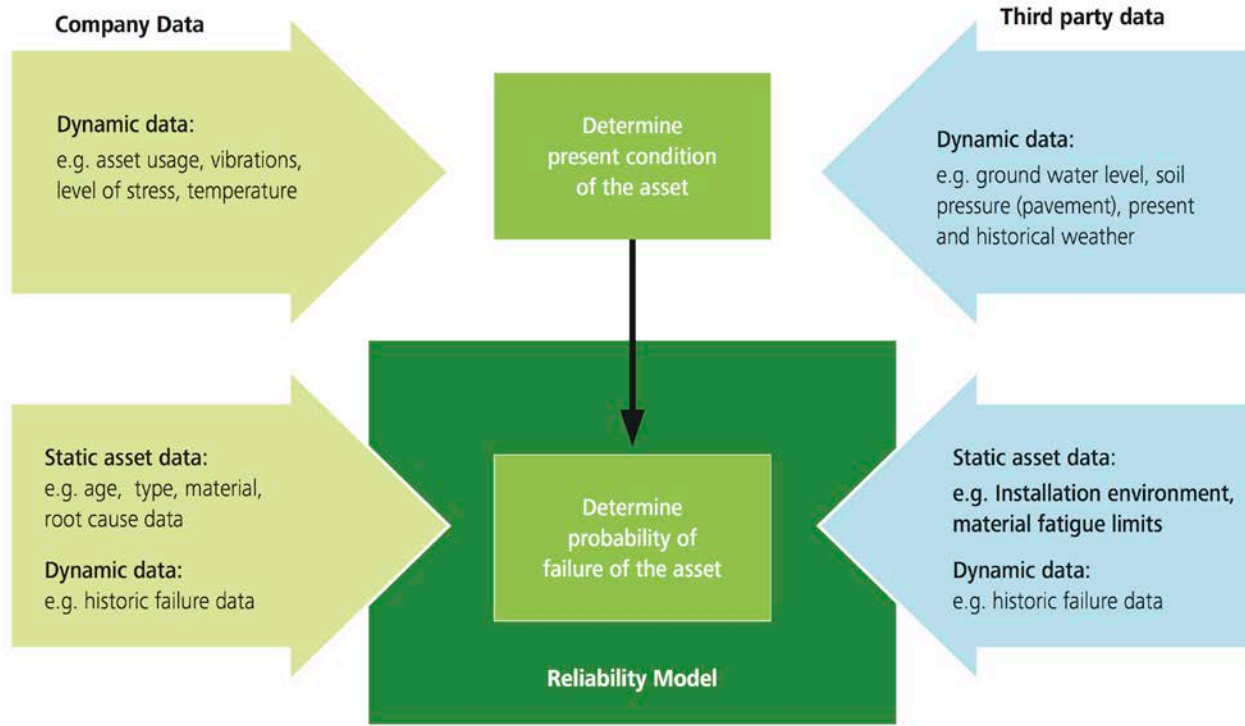 Company Data
Third party data
Dynamic data:
e.g. asset usage, vibrations,
level of stress, temperature
Determine
present condition
of the asset
Dynamic data:
e.g. ground water level, soil
pressure (pavement), present
and historical weather
Static asset data:
e.g. age, type, material,
root cause data
Dynamic data:
e.g. historic failure data
Determine
probability of
failure of the asset
Static asset data:
e.g. Installation environment,
material fatigue limits
Dynamic data:
e.g. historic failure data
Reliability Model